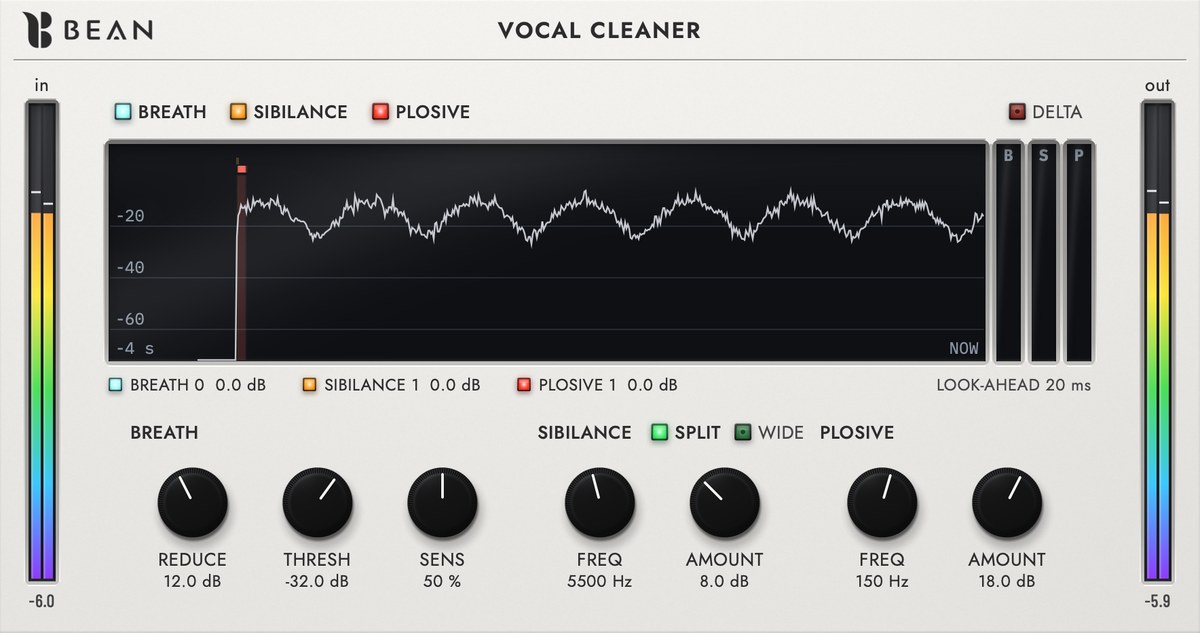 BEAN
VOCAL CLEANER
in
out
BREATH SIBILANCE PLOSIVE
DELTA
B S P
-20
-40
-60
-4 s
NOW
BREATH 0 0.0 dB SIBILANCE 1 0.0 dB PLOSIVE 1 0.0 dB
LOOK-AHEAD 20 ms
BREATH
SIBILANCE SPLIT WIDE PLOSIVE
REDUCE THRESH SENS FREQ AMOUNT FREQ AMOUNT
12.0 dB -32.0 dB 50 % 5500 Hz 8.0 dB 150 Hz 18.0 dB
-6.0
-5.9